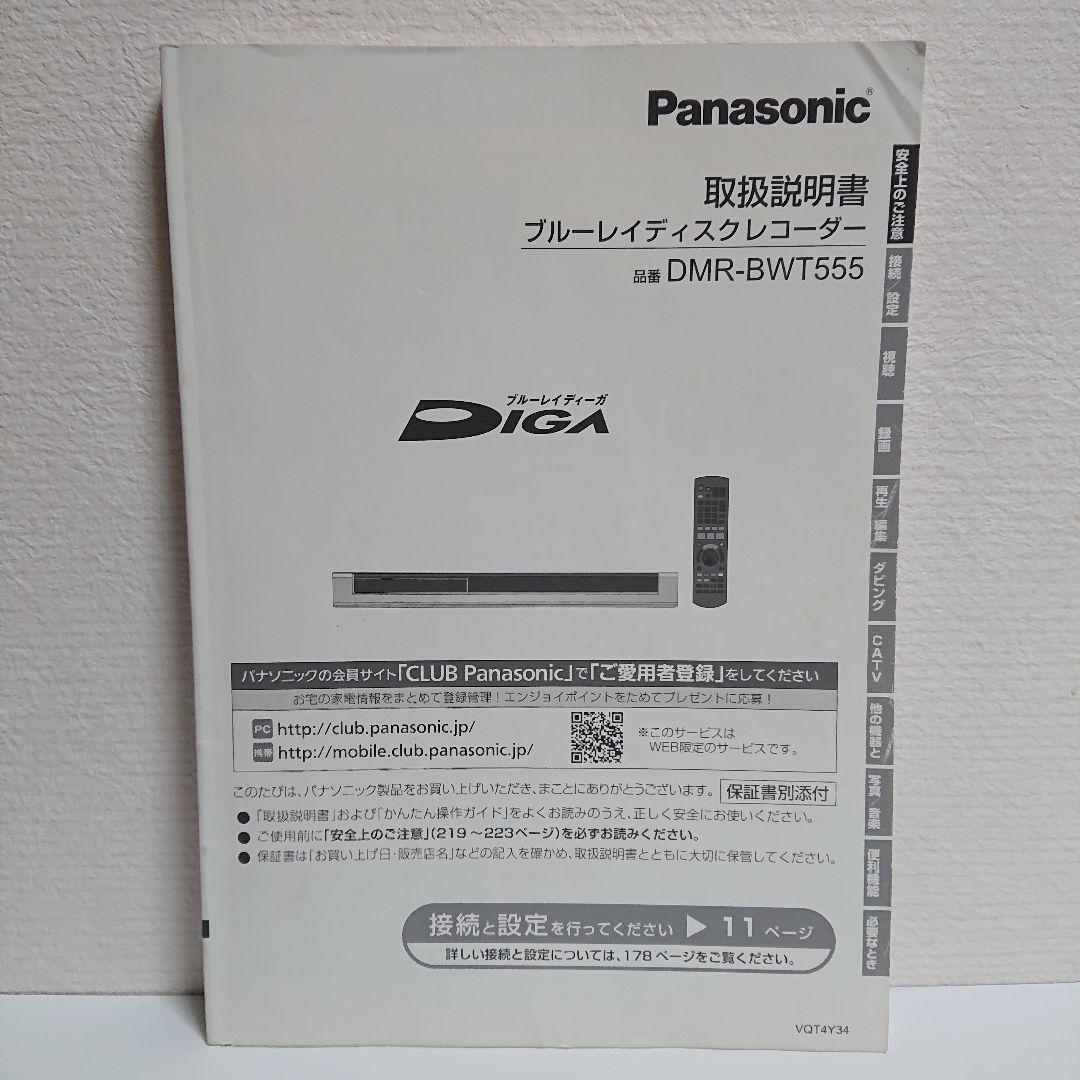 Panasonic®
取扱説明書
ブルーレイディスクレコーダー
品番 DMR-BWT555
ブルーレイディーガ
DIGA
パナソニックの会員サイト「CLUB Panasonic」で「ご愛用者登録」をしてください
お宅の家電情報をまとめて登録管理！エンジョイポイントをためてプレゼントに応募！
PC http://club.panasonic.jp/
携帯 http://mobile.club.panasonic.jp/
※このサービスは
WEB限定のサービスです。
このたびは、パナソニック製品をお買い上げいただき、まことにありがとうございます。 保証書別添付
● 「取扱説明書」および「かんたん操作ガイド」をよくお読みのうえ、正しく安全にお使いください。
● ご使用前に「安全上のご注意」(219～223ページ)を必ずお読みください。
● 保証書は「お買い上げ日・販売店名」などの記入を確かめ、取扱説明書とともに大切に保管してください。
接続と設定を行ってください ▶ 11 ページ
詳しい接続と設定については、178 ページをご覧ください。
VQT4Y34
安全上のご注意
接続／設定
視聴
録画
再生／編集
ダビング
CATV
他の機器と
写真／音楽
便利機能
必要なとき